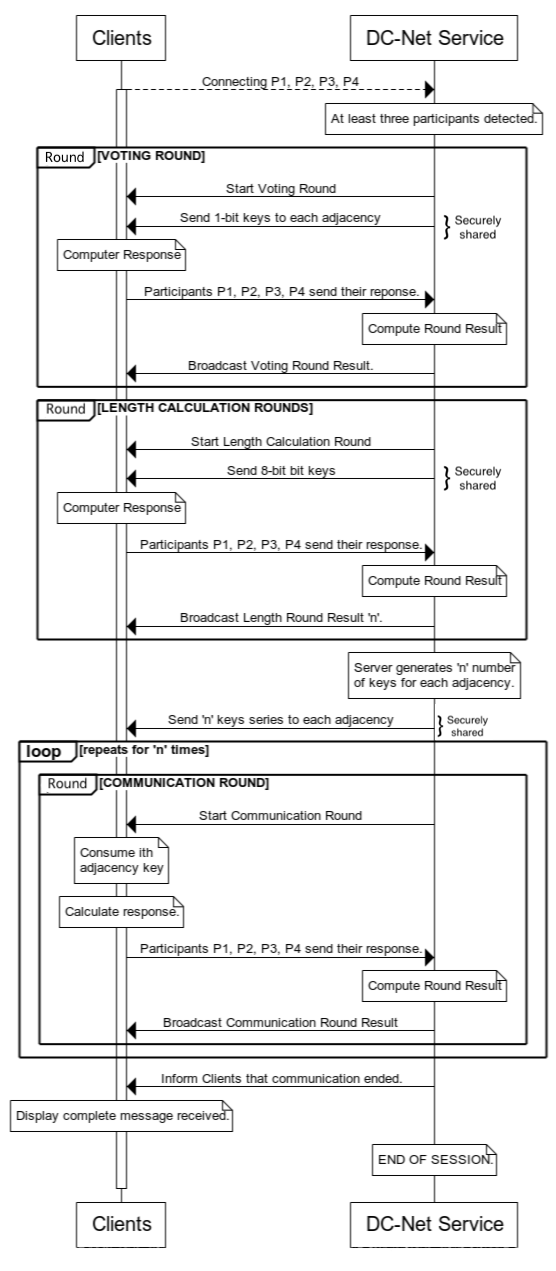 Clients
DC-Net Service
Connecting P1, P2, P3, P4
At least three participants detected.
Round
[VOTING ROUND]
Start Voting Round
Send 1-bit keys to each adjacency
} Securely
shared
Computer Response
Participants P1, P2, P3, P4 send their reponse.
Compute Round Result
Broadcast Voting Round Result.
Round
[LENGTH CALCULATION ROUNDS]
Start Length Calculation Round
Send 8-bit bit keys
} Securely
shared
Computer Response
Participants P1, P2, P3, P4 send their response.
Compute Round Result
Broadcast Length Round Result 'n'.
Server generates 'n' number
of keys for each adjacency.
Send 'n' keys series to each adjacency
} Securely
shared
loop
[repeats for 'n' times]
Round
[COMMUNICATION ROUND]
Start Communication Round
Consume ith
adjacency key
Calculate response.
Participants P1, P2, P3, P4 send their response.
Compute Round Result
Broadcast Communication Round Result
Inform Clients that communication ended.
Display complete message received.
END OF SESSION.
Clients
DC-Net Service